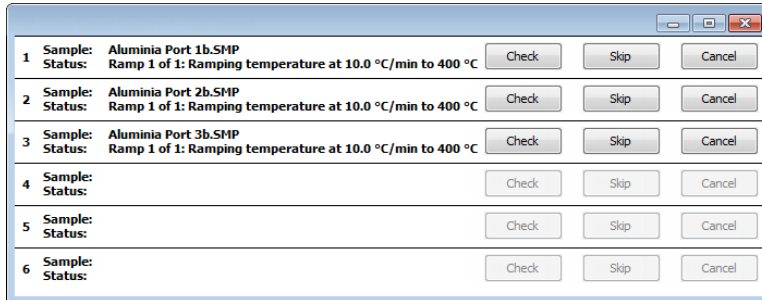 1 Sample: Aluminia Port 1b.SMP Check Skip Cancel
Status: Ramp 1 of 1: Ramping temperature at 10.0 °C/min to 400 °C
2 Sample: Aluminia Port 2b.SMP Check Skip Cancel
Status: Ramp 1 of 1: Ramping temperature at 10.0 °C/min to 400 °C
3 Sample: Aluminia Port 3b.SMP Check Skip Cancel
Status: Ramp 1 of 1: Ramping temperature at 10.0 °C/min to 400 °C
4 Sample: Check Skip Cancel
Status:
5 Sample: Check Skip Cancel
Status:
6 Sample: Check Skip Cancel
Status: